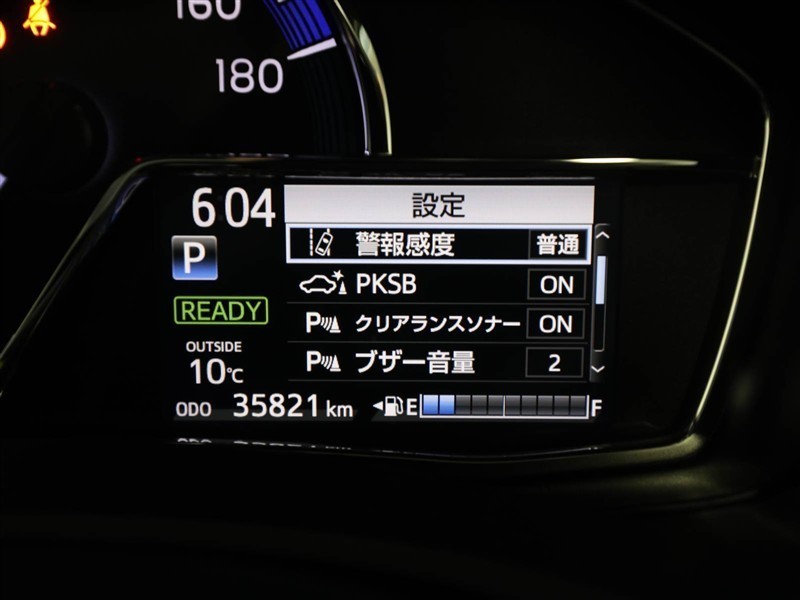 160
180
6 04 設定
警報感度 普通
P
PKSB ON
READY
P クリアランスソナー ON
OUTSIDE
10℃
P ブザー音量 2
ODO 35821 km E F